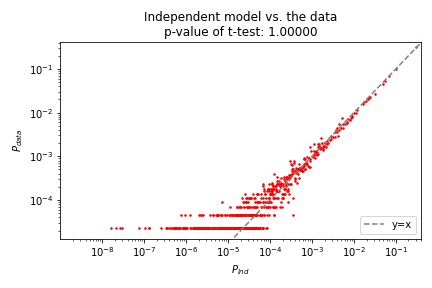 Independent model vs. the data
p-value of t-test: 1.00000
10⁻¹
10⁻²
10⁻³
10⁻⁴
P_data
y=x
10⁻⁸ 10⁻⁷ 10⁻⁶ 10⁻⁵ 10⁻⁴ 10⁻³ 10⁻² 10⁻¹
P_ind